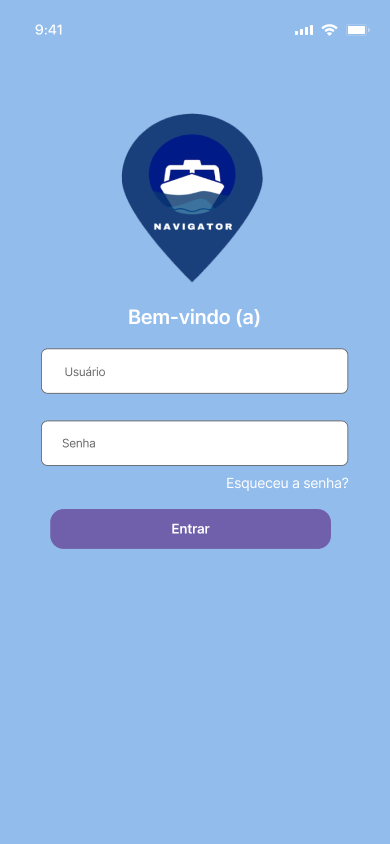 9:41
NAVIGATOR
Bem-vindo (a)
Usuário
Senha
Esqueceu a senha?
Entrar